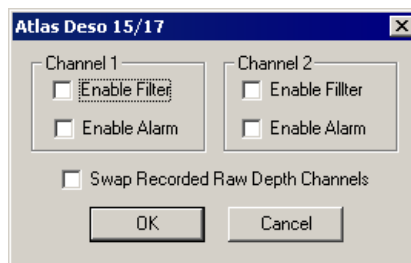 Atlas Deso 15/17
Channel 1
Channel 2
Enable Filter
Enable Fillter
Enable Alarm
Enable Alarm
Swap Recorded Raw Depth Channels
OK
Cancel